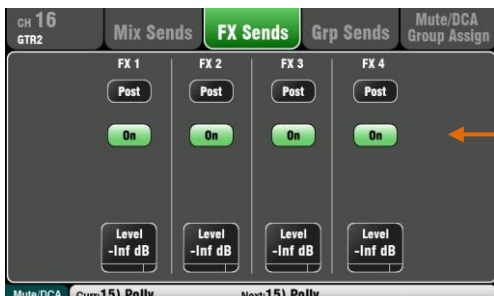 CH 16
GTR2
Mix Sends
FX Sends
Grp Sends
Mute/DCA
Group Assign
FX 1 FX 2 FX 3 FX 4
Post Post Post Post
On On On On
Level Level Level Level
-Inf dB -Inf dB -Inf dB -Inf dB
Mute/DCA Curr:15) Polly Next:15) Polly